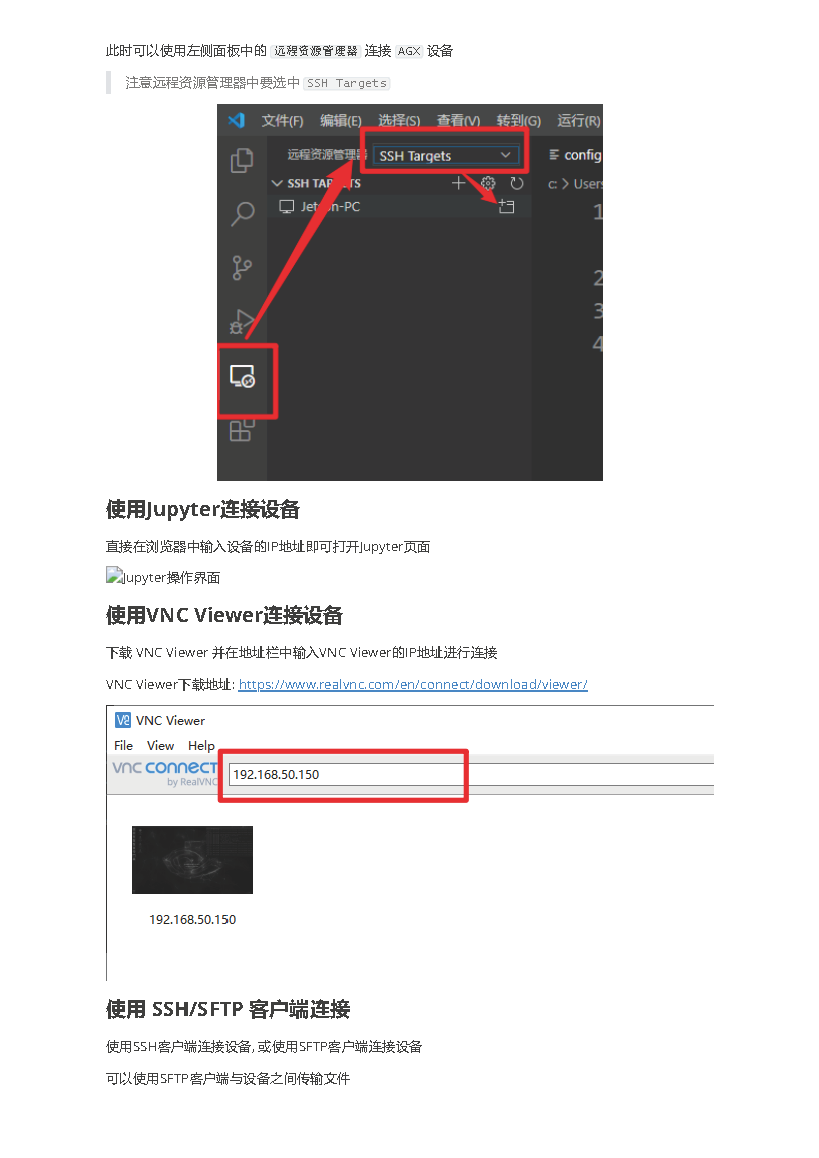 此时可以使用左侧面板中的 远程资源管理器 连接 AGX 设备
注意远程资源管理器中要选中 SSH Targets
文件(F) 编辑(E) 选择(S) 查看(V) 转到(G) 运行(R)
远程资源管理器 SSH Targets config
SSH TARGETS c: > Users
Jetson-PC 1
2
3
4
使用Jupyter连接设备
直接在浏览器中输入设备的IP地址即可打开Jupyter页面
jupyter操作界面
使用VNC Viewer连接设备
下载 VNC Viewer 并在地址栏中输入VNC Viewer的IP地址进行连接
VNC Viewer下载地址: https://www.realvnc.com/en/connect/download/viewer/
V2 VNC Viewer
File View Help
vnc connect
by RealVNC
192.168.50.150
192.168.50.150
使用 SSH/SFTP 客户端连接
使用SSH客户端连接设备, 或使用SFTP客户端连接设备
可以使用SFTP客户端与设备之间传输文件